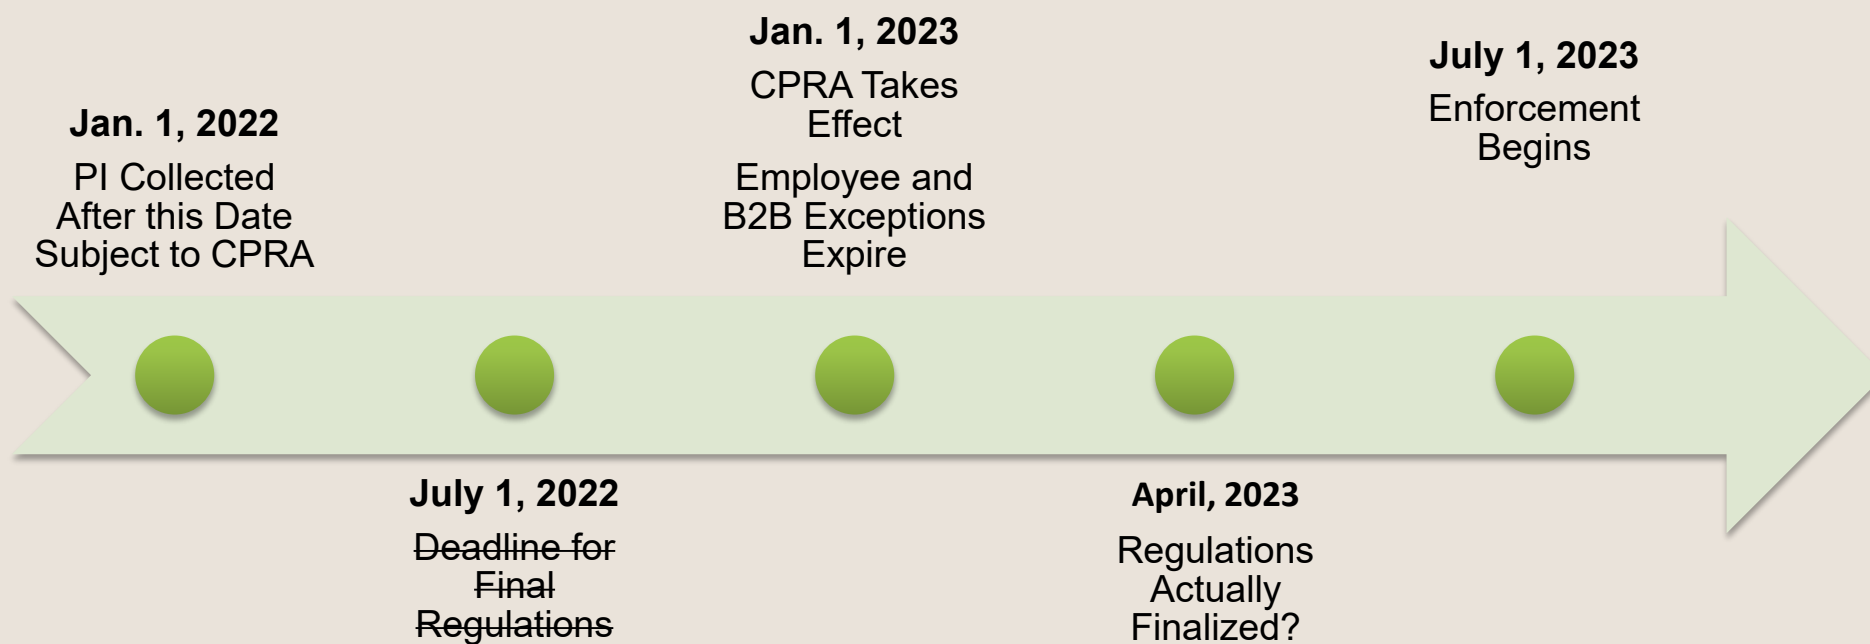 Jan. 1, 2022
PI Collected
After this Date
Subject to CPRA
July 1, 2022
Deadline for
Final
Regulations
Jan. 1, 2023
CPRA Takes
Effect
Employee and
B2B Exceptions
Expire
April, 2023
Regulations
Actually
Finalized?
July 1, 2023
Enforcement
Begins